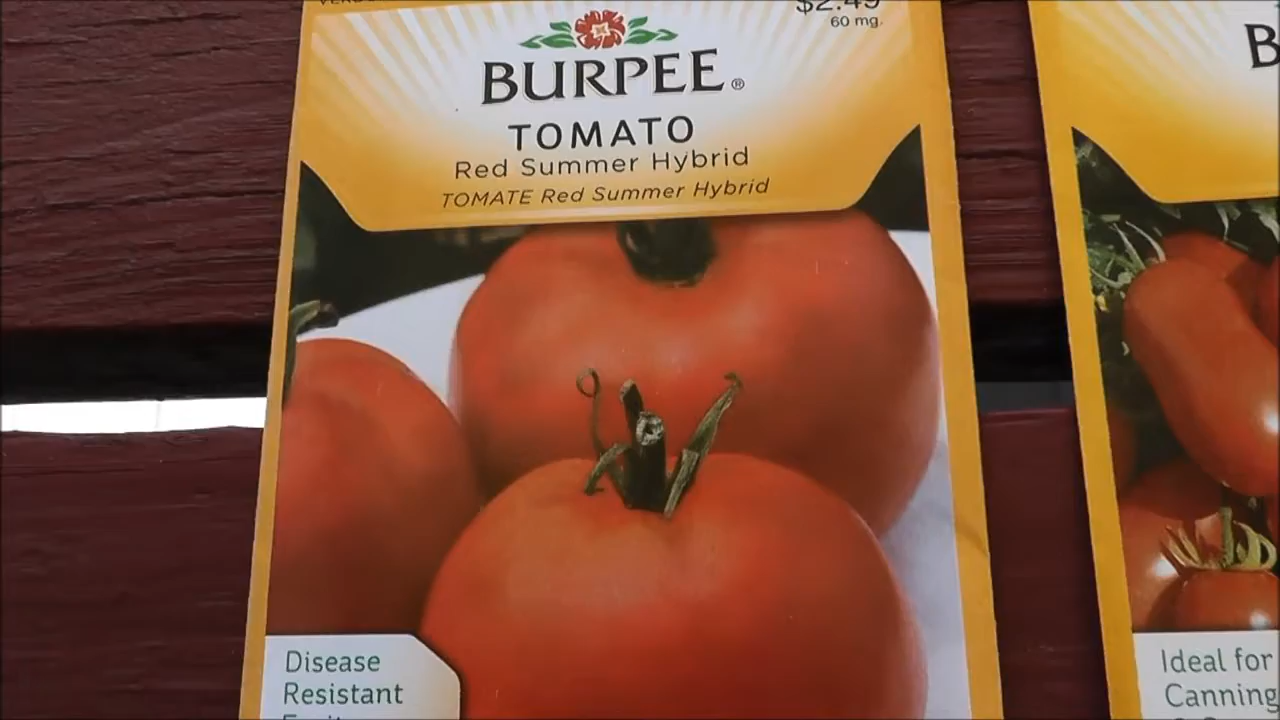 $2.49
60 mg.
BURPEE®
TOMATO
Red Summer Hybrid
TOMATE Red Summer Hybrid
Disease
Resistant
B
Ideal for
Canning